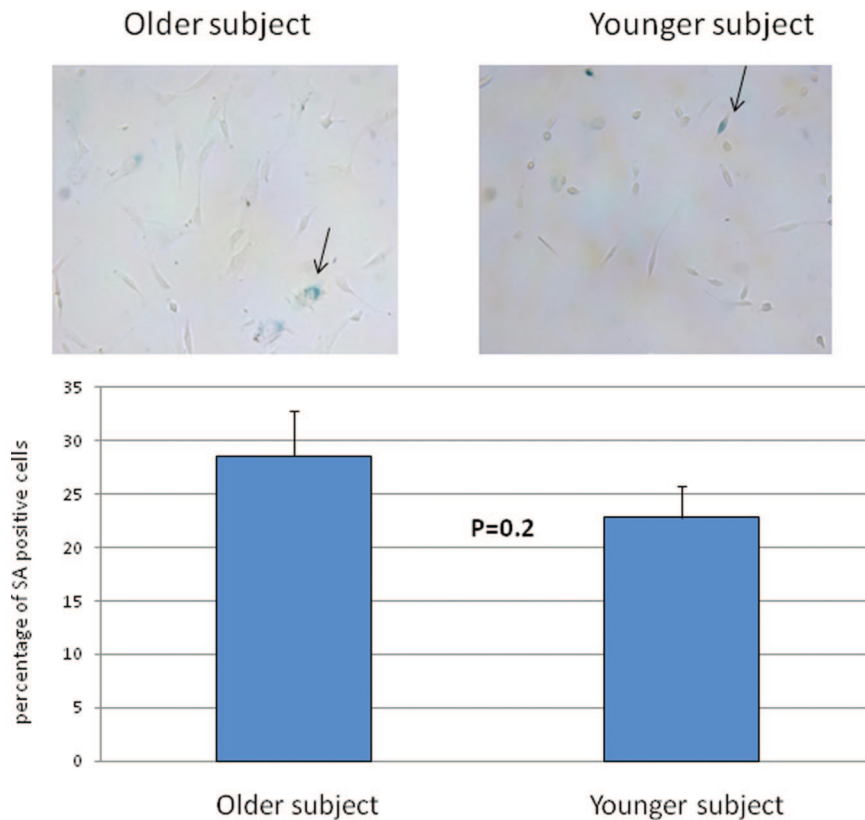 Older subject
Younger subject
percentage of SA positive cells
35
30
25
20
15
10
5
0
P=0.2
Older subject
Younger subject